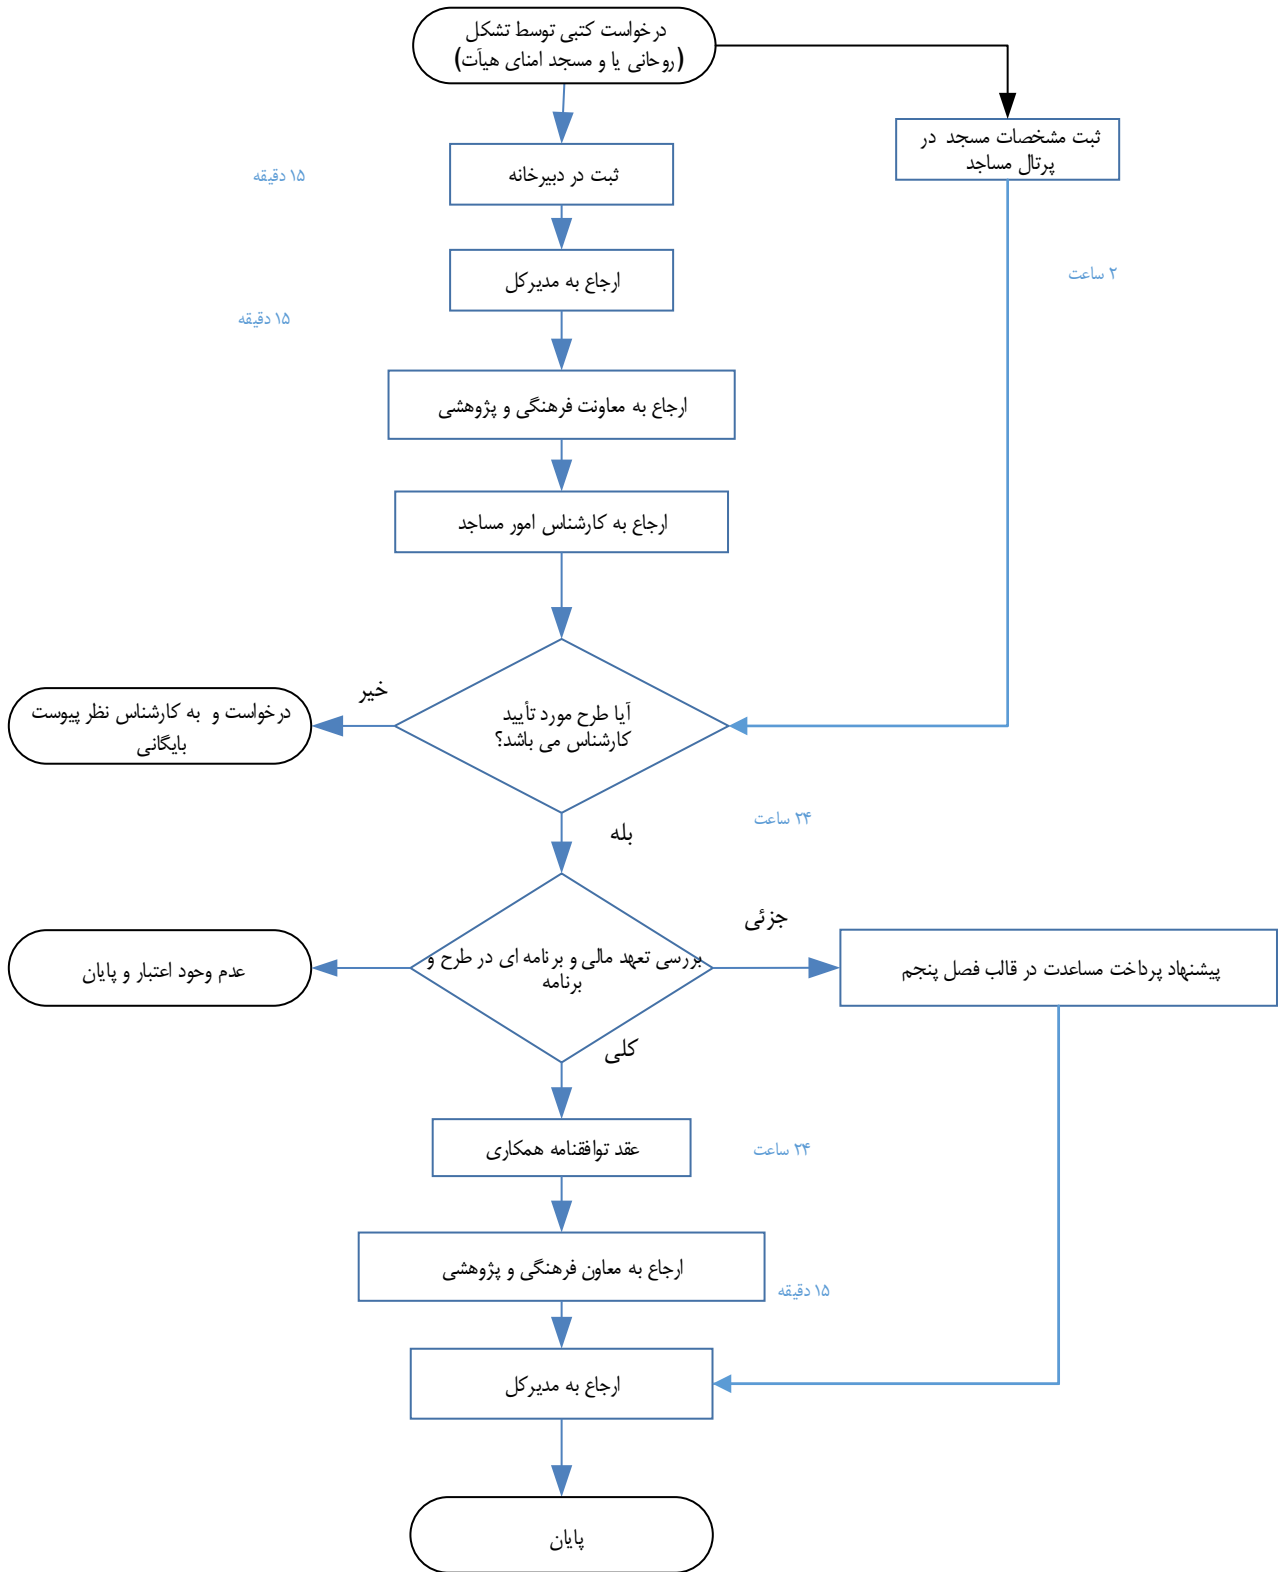 درخواست کتبی توسط تشکل
(روحانی یا و مسجد امنای هیآت)
ثبت مشخصات مسجد در
پرتال مساجد
ثبت در دبیرخانه
۱۵ دقیقه
۲ ساعت
ارجاع به مدیرکل
۱۵ دقیقه
ارجاع به معاونت فرهنگی و پژوهشی
ارجاع به کارشناس امور مساجد
خیر
آیا طرح مورد تأیید
کارشناس می باشد؟
درخواست و به کارشناس نظر پیوست
بایگانی
۲۴ ساعت
بله
جزئی
بررسی تعهد مالی و برنامه ای در طرح و
برنامه
پیشنهاد پرداخت مساعدت در قالب فصل پنجم
عدم وجود اعتبار و پایان
کلی
عقد توافقنامه همکاری
۲۴ ساعت
ارجاع به معاون فرهنگی و پژوهشی
۱۵ دقیقه
ارجاع به مدیرکل
پایان